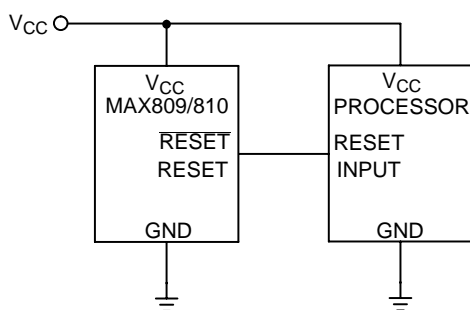 VCC
VCC
MAX809/810
RESET
RESET
GND
VCC
PROCESSOR
RESET
INPUT
GND